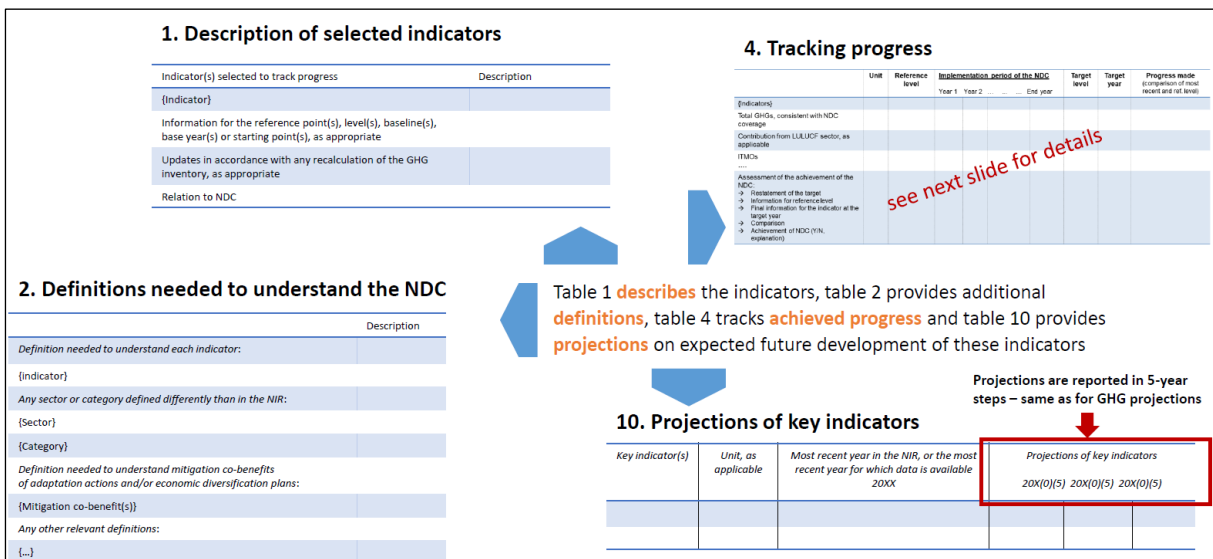 1. Description of selected indicators
Indicator(s) selected to track progress Description
{Indicator}
Information for the reference point(s), level(s), baseline(s),
base year(s) or starting point(s), as appropriate
Updates in accordance with any recalculation of the GHG
inventory, as appropriate
Relation to NDC
4. Tracking progress
Unit Reference level Implementation period of the NDC Target level Target year Progress made (comparison of most recent and ref. level)
Year 1 Year 2 ... ... ... End year
{Indicators}
Total GHGs, consistent with NDC
coverage
Contribution from LULUCF sector, as
applicable
ITMOs
....
Assessment of the achievement of the
NDC:
→ Restatement of the target
→ Information for reference level
→ Final information for the indicator at the
target year
→ Comparison
→ Achievement of NDC (Y/N,
explanation)
see next slide for details
2. Definitions needed to understand the NDC
Description
Definition needed to understand each indicator:
{indicator}
Any sector or category defined differently than in the NIR:
{Sector}
{Category}
Definition needed to understand mitigation co-benefits
of adaptation actions and/or economic diversification plans:
{Mitigation co-benefit(s)}
Any other relevant definitions:
{...}
Table 1 describes the indicators, table 2 provides additional
definitions, table 4 tracks achieved progress and table 10 provides
projections on expected future development of these indicators
Projections are reported in 5-year
steps – same as for GHG projections
10. Projections of key indicators
Key indicator(s) Unit, as applicable Most recent year in the NIR, or the most recent year for which data is available 20XX Projections of key indicators
20X(0)(5) 20X(0)(5) 20X(0)(5)